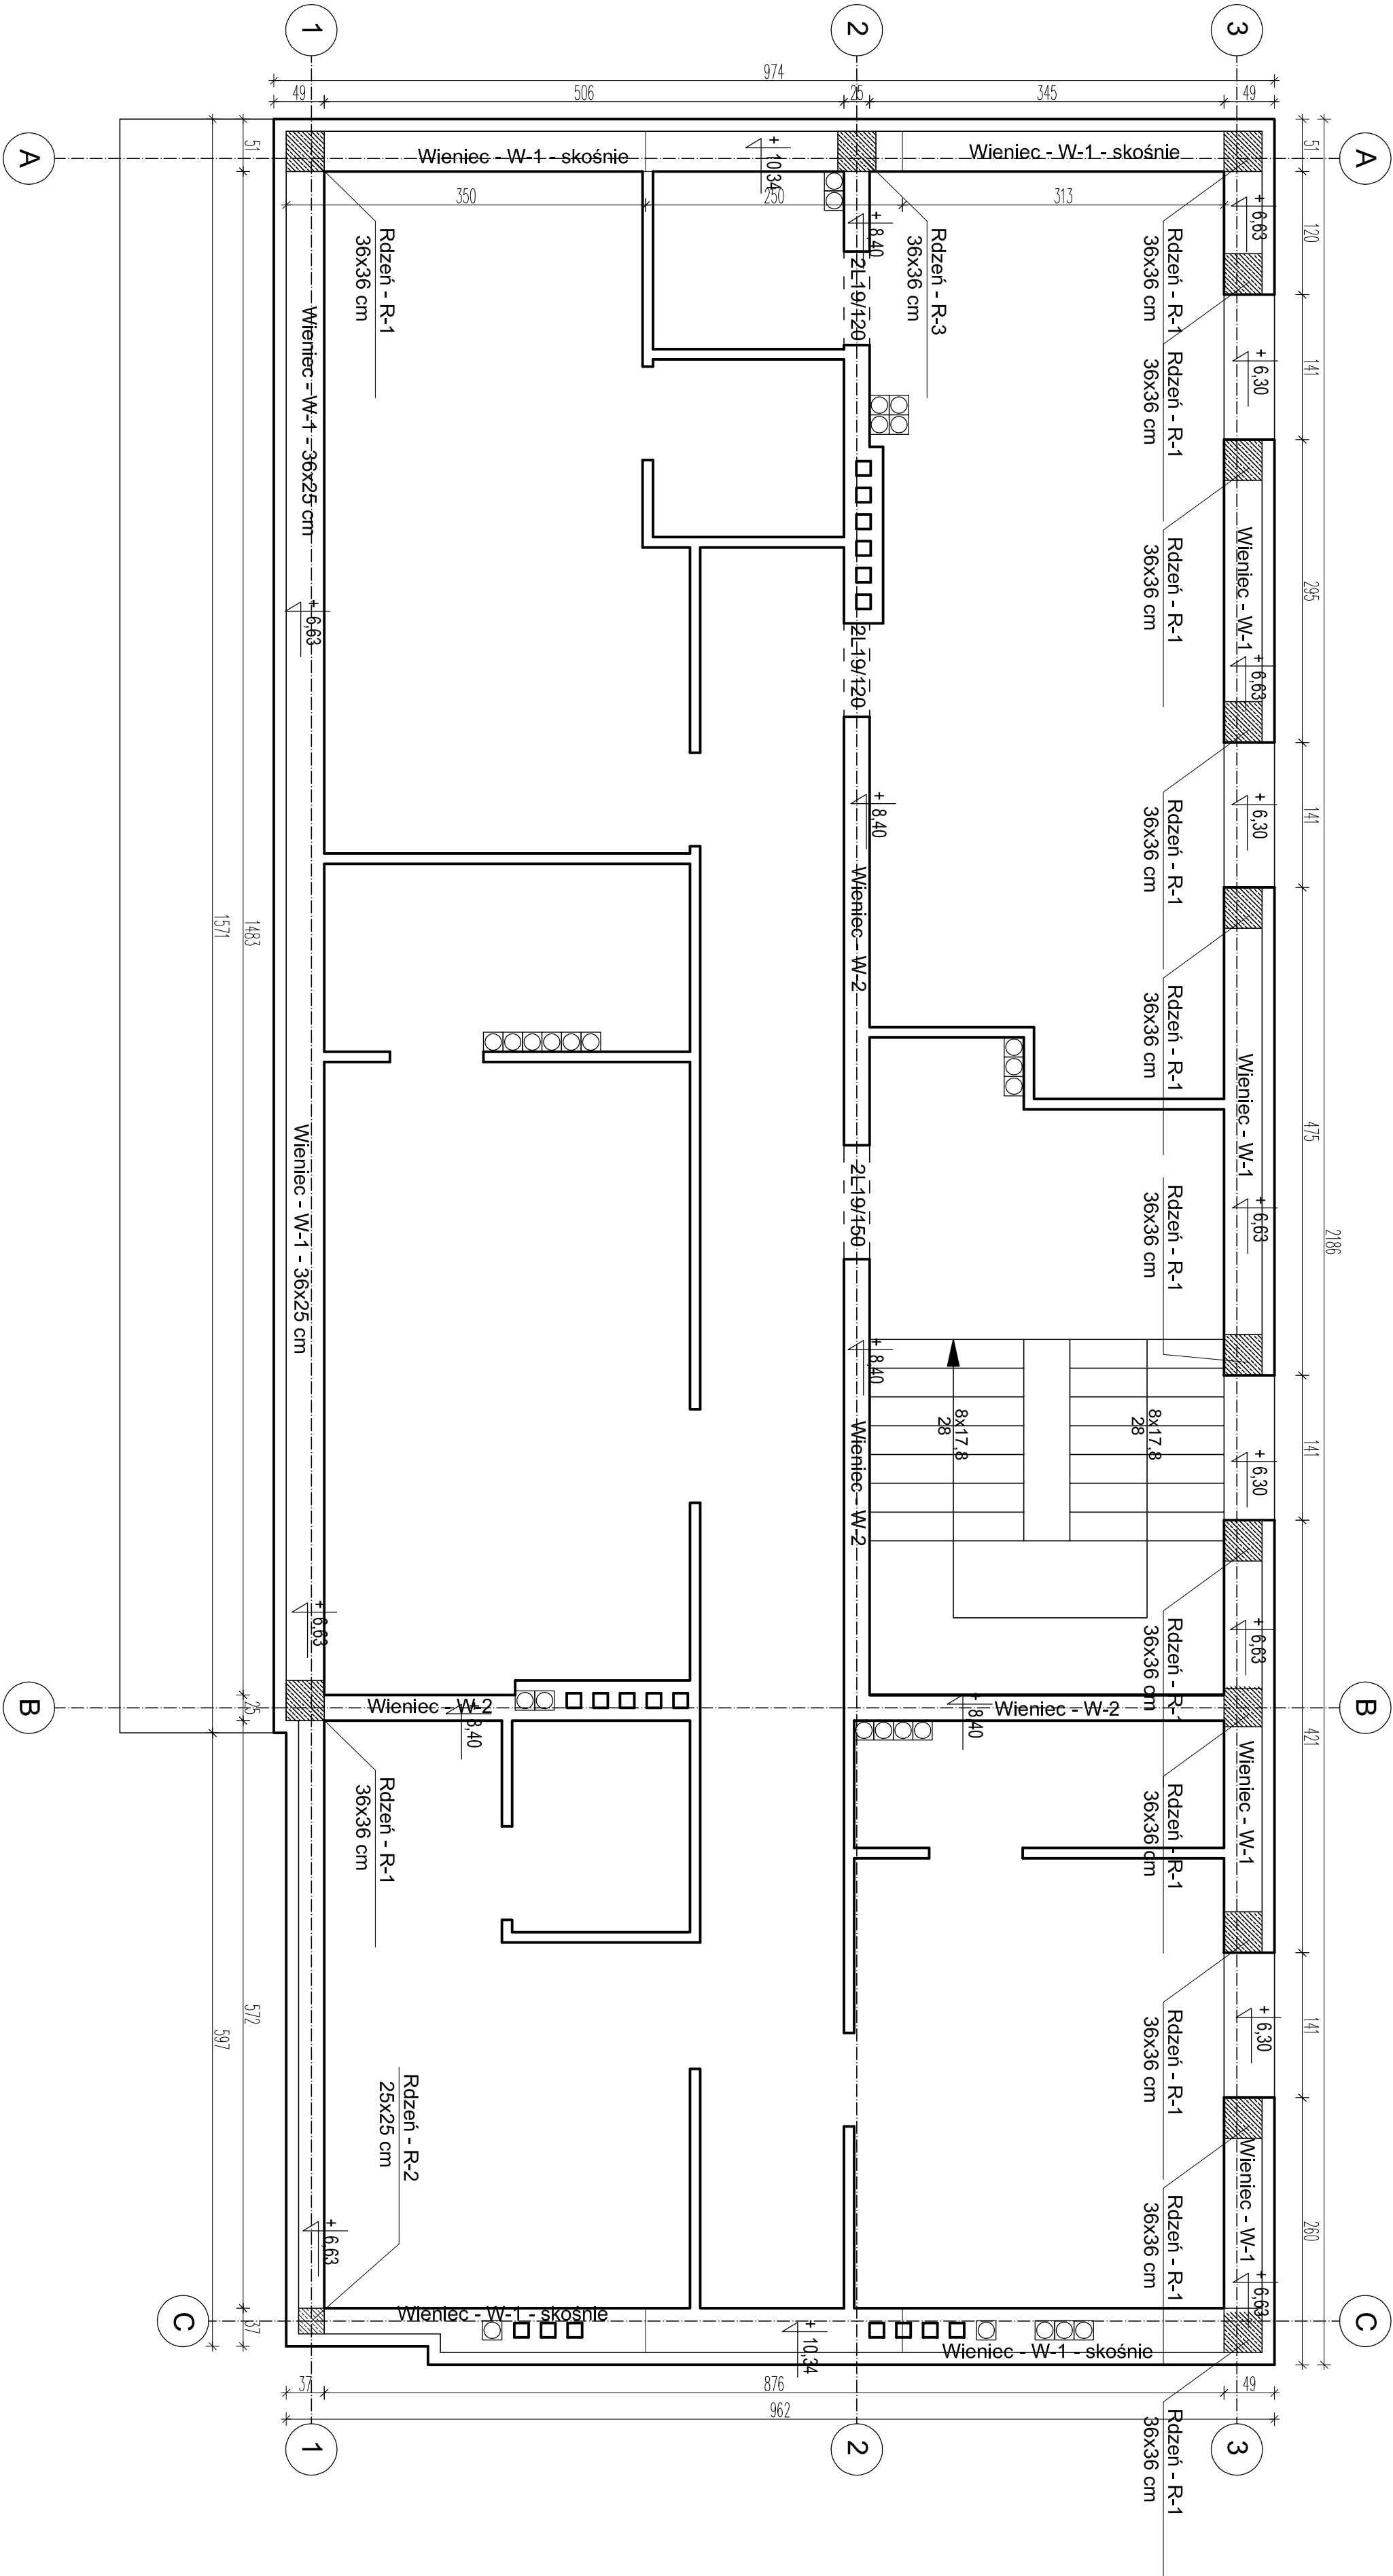 1
2
3
974
49
506
25
345
49
A
A
51
51
Wieniec - W-1 - skośnie
+ 10,34
Wieniec - W-1 - skośnie
350
250
313
+ 6,63
120
+ 8,40
Rdzeń - R-1
36x36 cm
Rdzeń - R-3
36x36 cm
Rdzeń - R-1
36x36 cm
2L19/120
Wieniec - W-1 - 36x25 cm
Rdzeń - R-1
36x36 cm
+ 6,30
141
Rdzeń - R-1
36x36 cm
Wieniec - W-1
295
+ 6,63
+ 6,63
2L19/120
+ 8,40
Rdzeń - R-1
36x36 cm
+ 6,30
141
Wieniec - W-2
1571
1483
Rdzeń - R-1
36x36 cm
Wieniec - W-1
475
Wieniec - W-1 - 36x25 cm
2L19/150
Rdzeń - R-1
36x36 cm
+ 6,63
2186
+ 8,40
8x17,8
28
8x17,8
28
Wieniec - W-2
+ 6,30
141
+ 6,63
Rdzeń - R-1
36x36 cm
+ 6,63
B
B
25
Wieniec - W-2
+ 8,40
+ 8,40
Wieniec - W-2
421
Wieniec - W-1
Rdzeń - R-1
36x36 cm
Rdzeń - R-1
36x36 cm
597
572
Rdzeń - R-1
36x36 cm
+ 6,30
141
Rdzeń - R-2
25x25 cm
Rdzeń - R-1
36x36 cm
Wieniec - W-1
260
+ 6,63
+ 6,63
C
C
37
Wieniec - W-1 - skośnie
+ 10,34
Wieniec - W-1 - skośnie
37
876
49
962
Rdzeń - R-1
36x36 cm
1
2
3